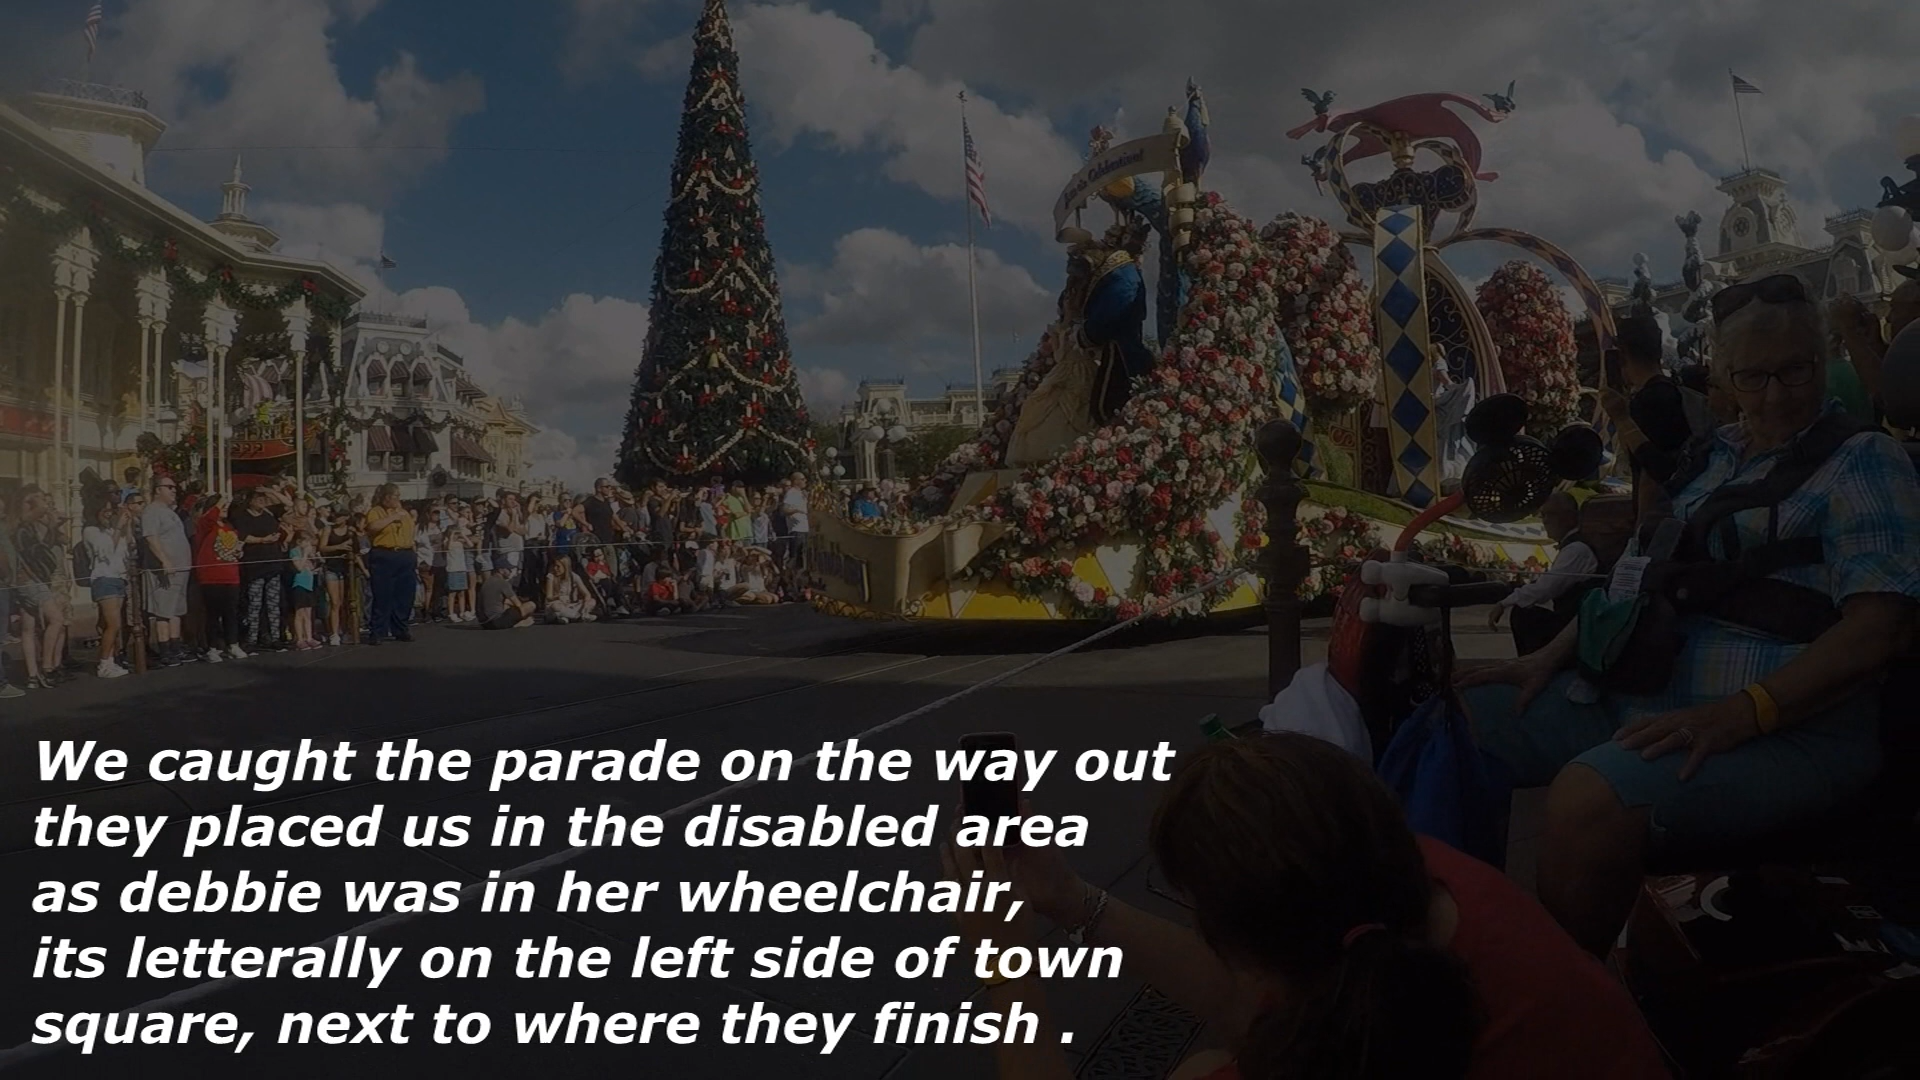 We caught the parade on the way out
they placed us in the disabled area
as debbie was in her wheelchair,
its letterally on the left side of town
square, next to where they finish .